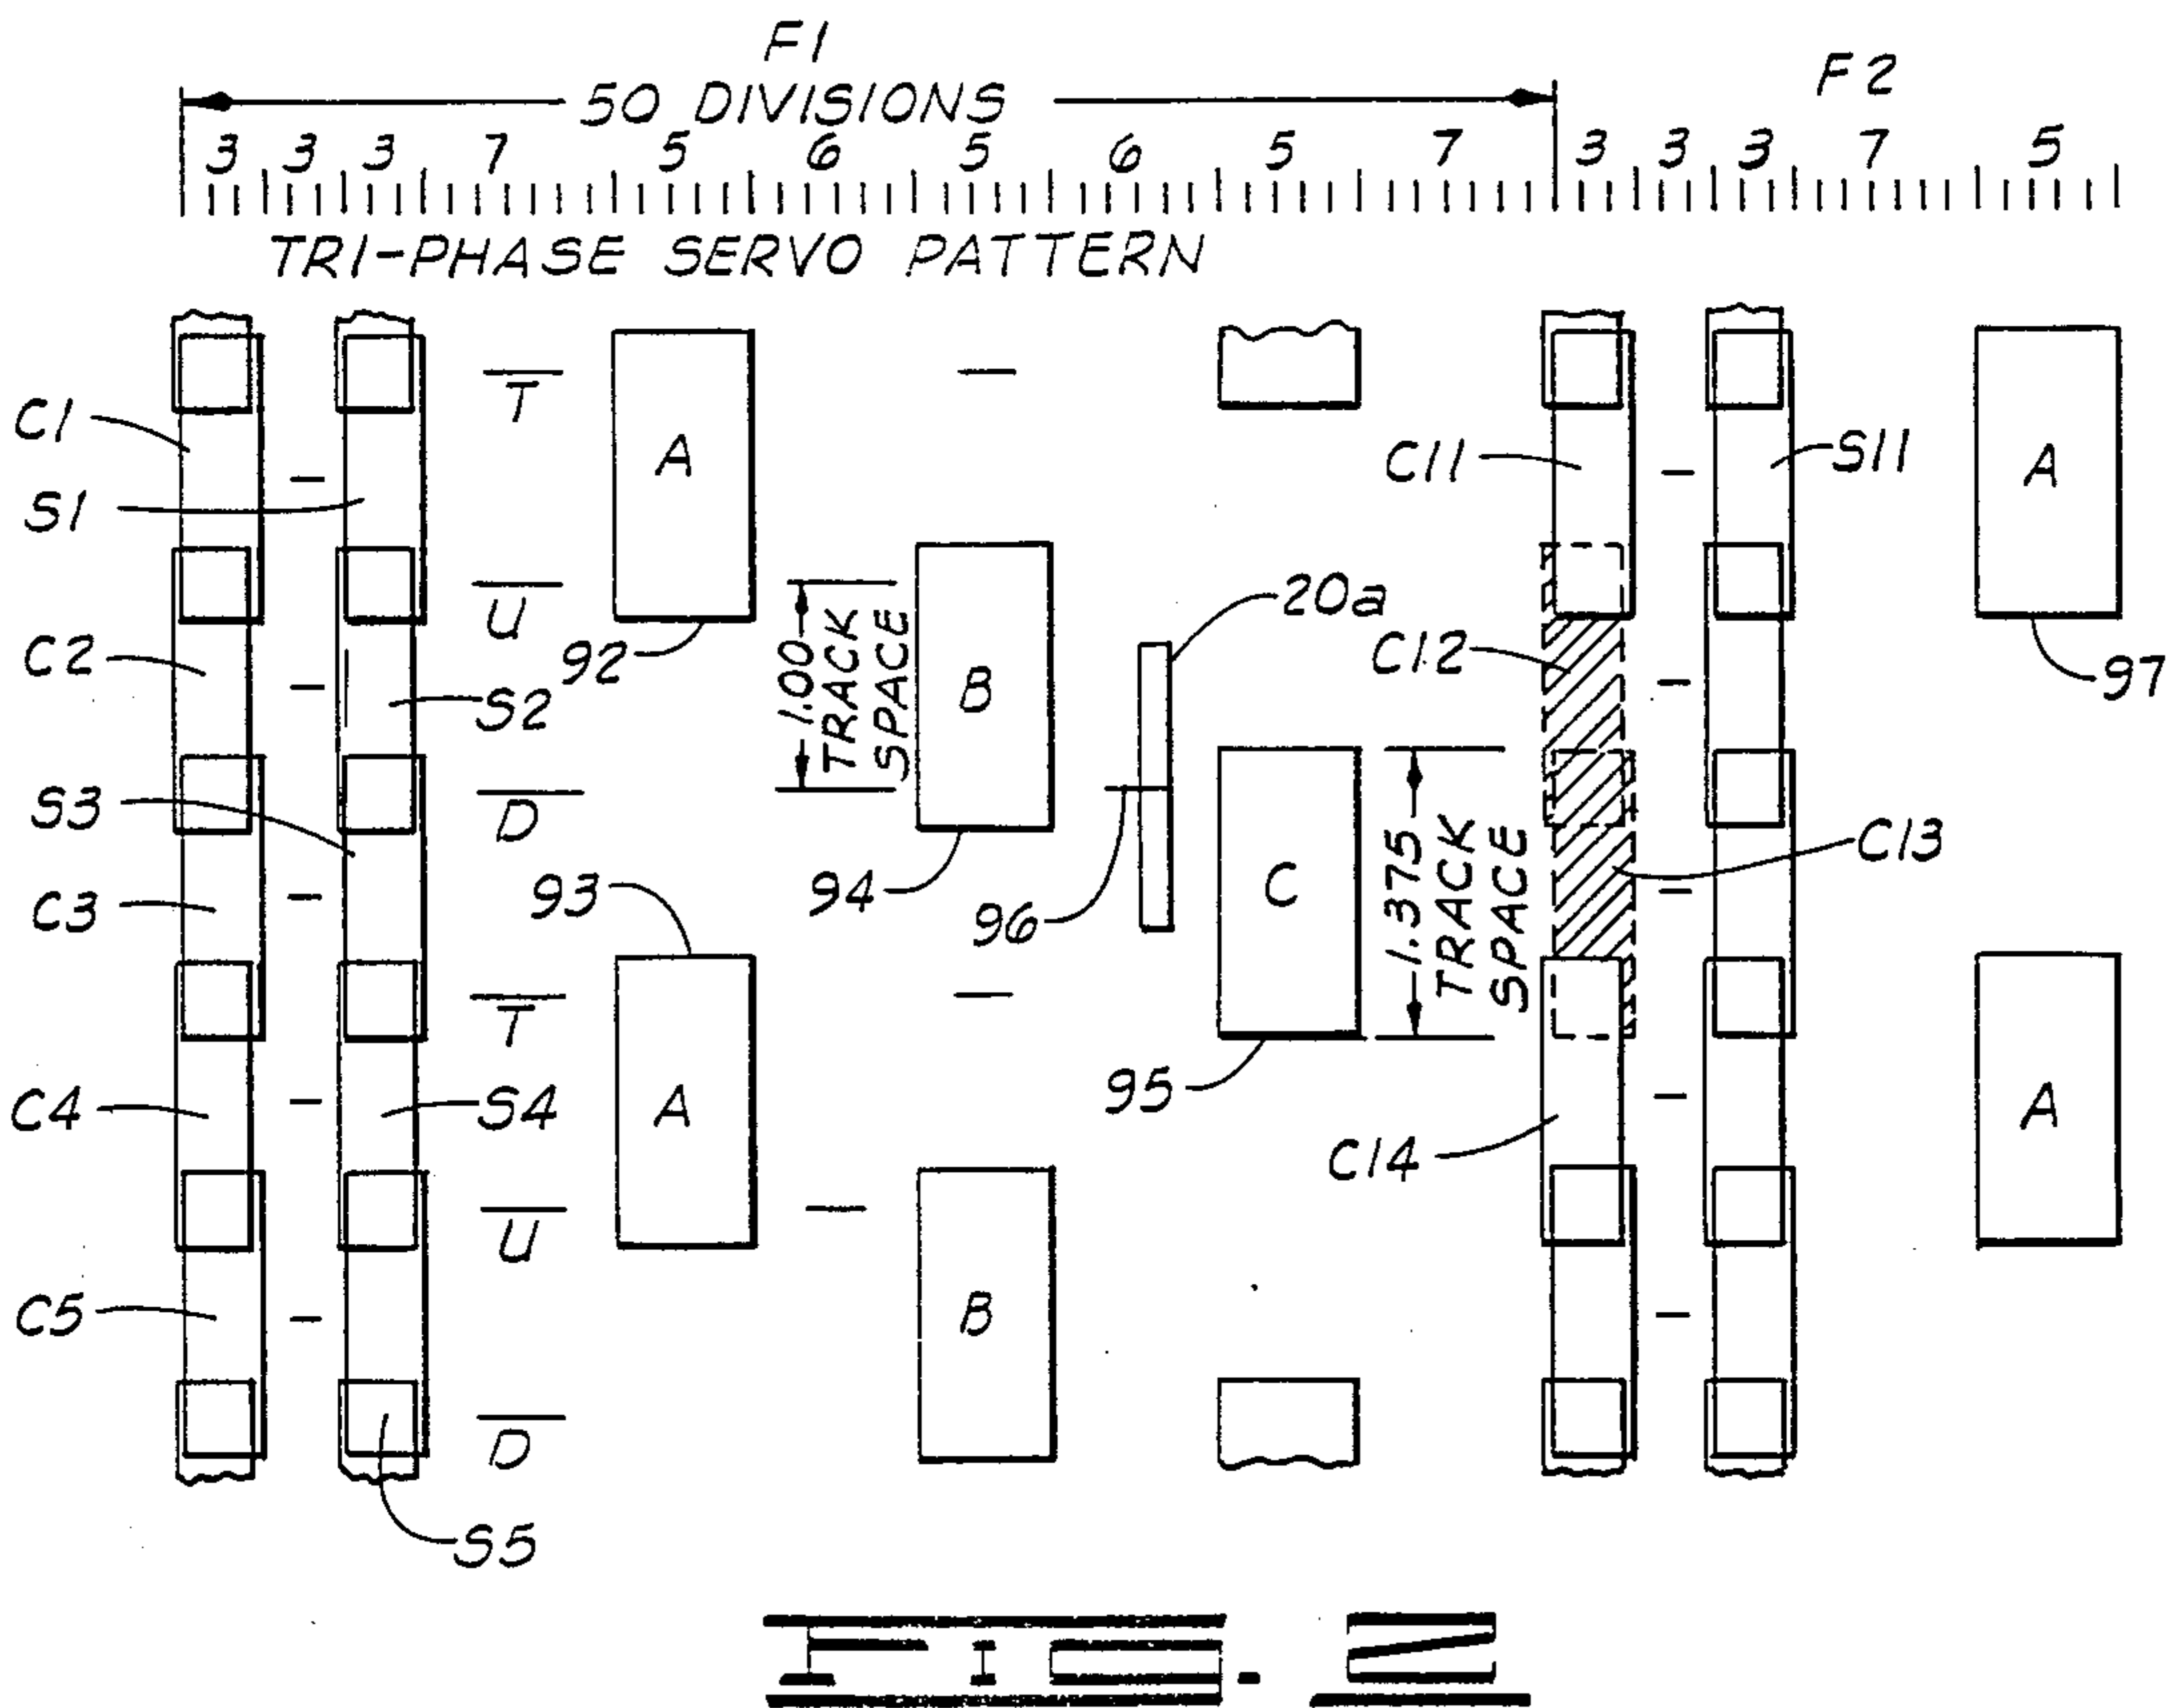 F1
50 DIVISIONS
F2
3 3 3 7 5 6 5 6 5 7 3 3 3 7 5
TRI-PHASE SERVO PATTERN
C1
S1
C2
S2
S3
C3
C4
S4
C5
S5
T
U
D
T
U
D
A
92
93
A
1.00 TRACK SPACE
B
94
B
96
20a
C
95
1.375 TRACK SPACE
C11
S11
C12
C13
C14
A
97
A
FIG. 2